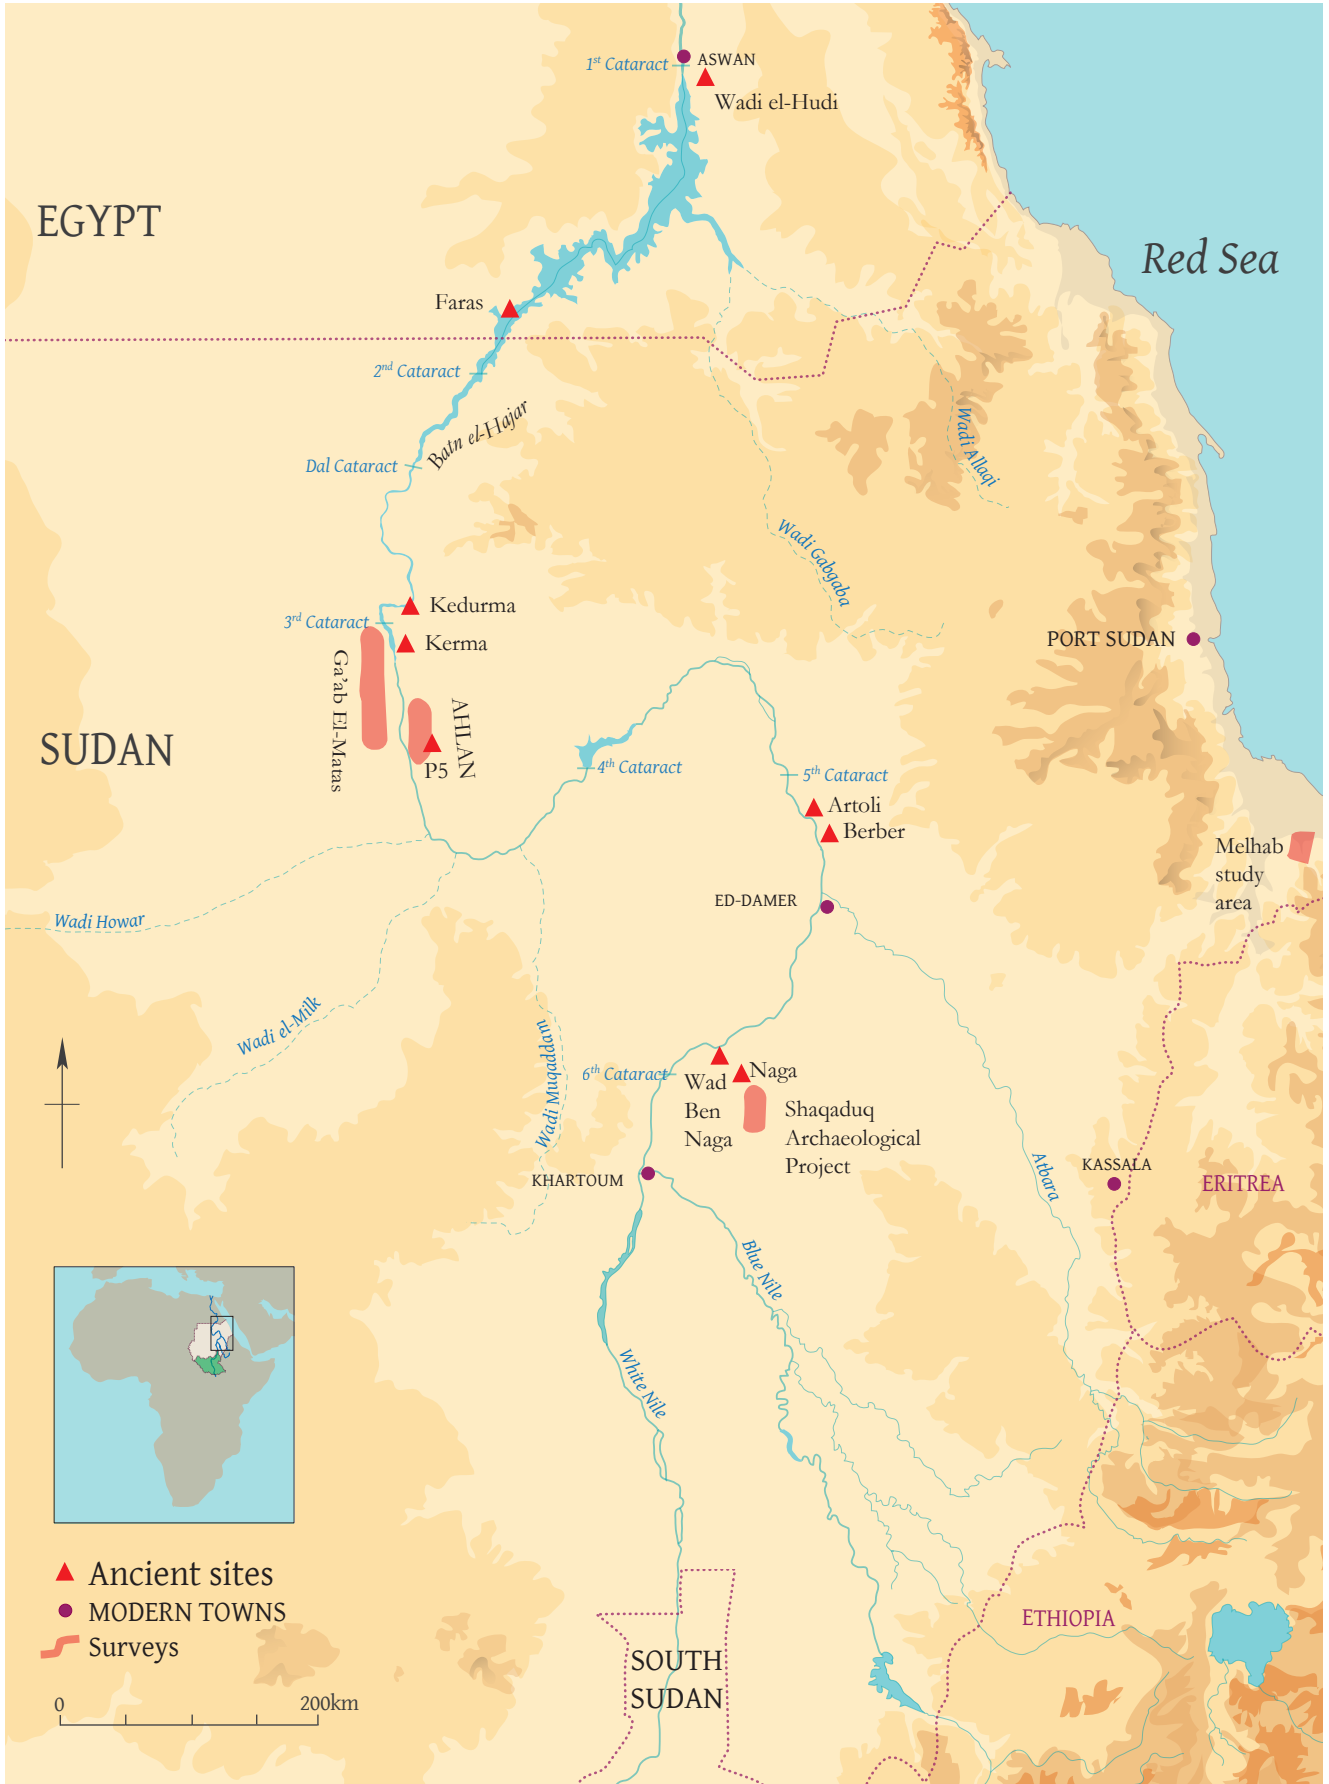 1st Cataract
ASWAN
Wadi el-Hudi
EGYPT
Red Sea
Faras
2nd Cataract
Batn el-Hajar
Dal Cataract
Wadi Allaqi
Wadi Gabgaba
Kedurma
3rd Cataract
Kerma
PORT SUDAN
Ga'ab El-Matas
AHLAN
SUDAN
P5
4th Cataract
5th Cataract
Artoli
Berber
Melhab
study
area
ED-DAMER
Wadi Howar
Wadi el-Milk
Wadi Muqaddam
6th Cataract
Wad
Ben
Naga
Naga
Shaqaduq
Archaeological
Project
Atbara
KASSALA
KHARTOUM
ERITREA
Blue Nile
White Nile
Ancient sites
MODERN TOWNS
Surveys
ETHIOPIA
SOUTH
SUDAN
0
200km